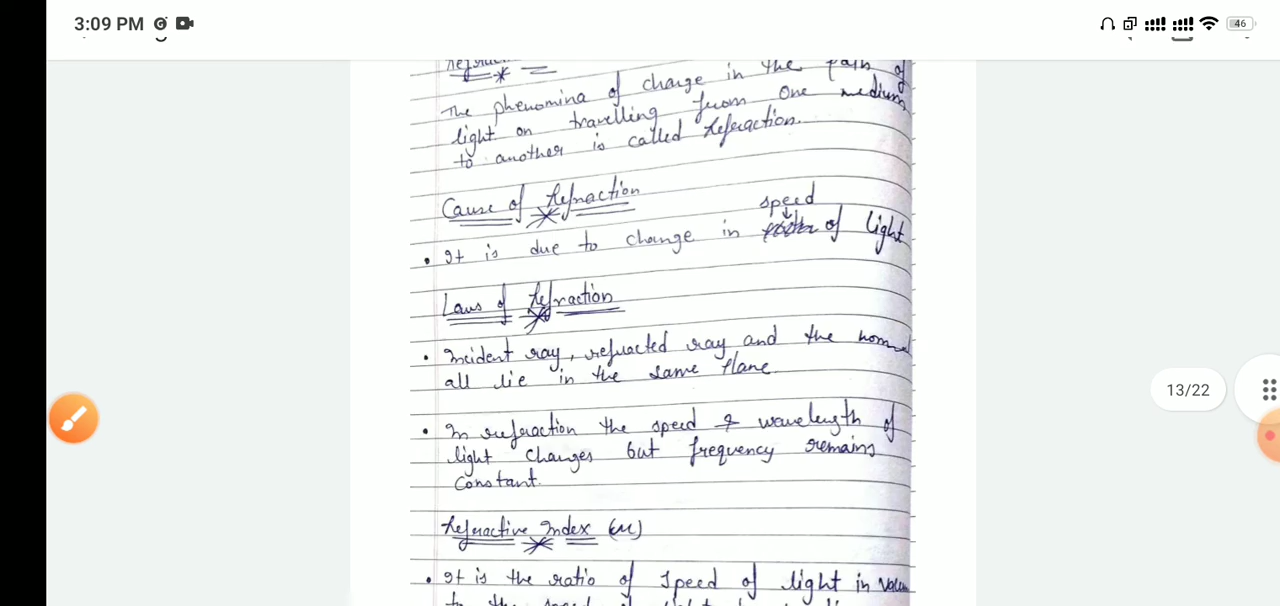 3:09 PM
46
The phenomina of change in the path of
light on travelling from one medium
to another is called Refraction.
Cause of Refraction
speed
• It is due to change in of light
Laws of Refraction
• Incident ray, refracted ray and the normal
all lie in the same plane
• In refraction the speed & wavelength of
light changes but frequency remains
constant.
Refractive Index (μ)
• It is the ratio of speed of light in
13/22